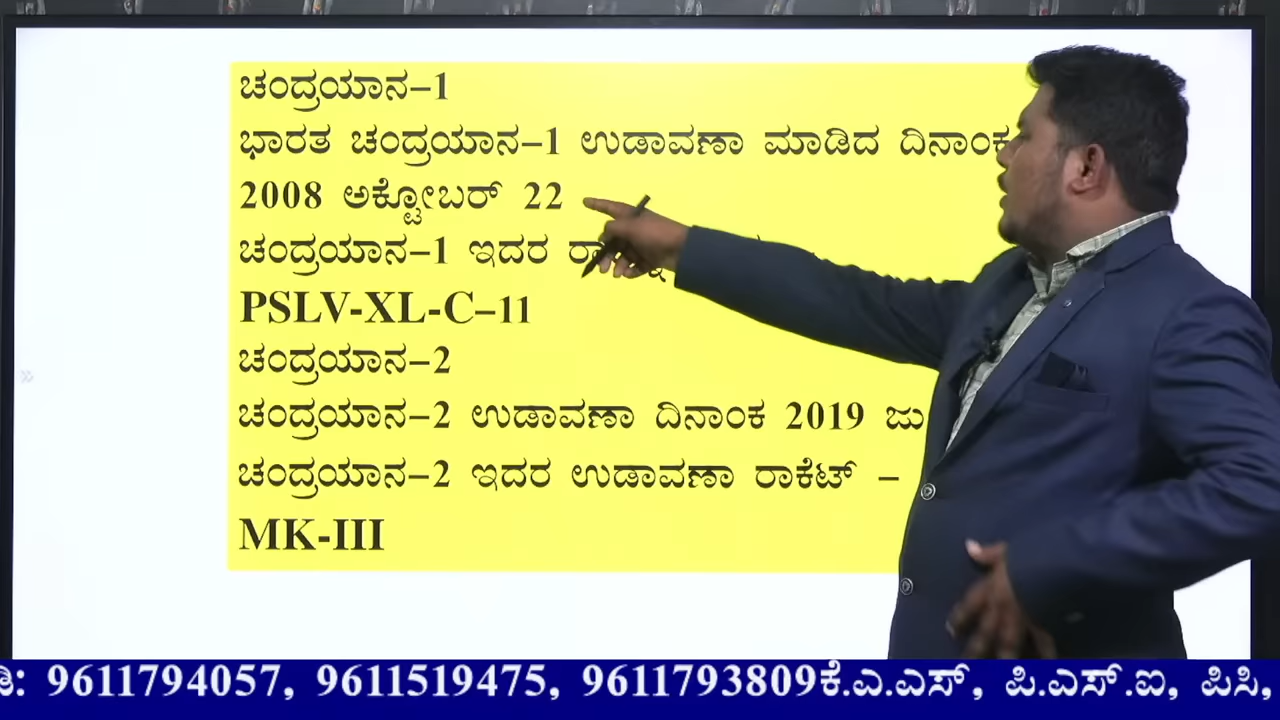 ಚಂದ್ರಯಾನ–1
ಭಾರತ ಚಂದ್ರಯಾನ–1 ಉಡಾವಣಾ ಮಾಡಿದ ದಿನಾಂಕ
2008 ಅಕ್ಟೋಬರ್ 22
ಚಂದ್ರಯಾನ–1 ಇದರ
PSLV-XL-C–11
ಚಂದ್ರಯಾನ–2
ಚಂದ್ರಯಾನ–2 ಉಡಾವಣಾ ದಿನಾಂಕ 2019
ಚಂದ್ರಯಾನ–2 ಇದರ ಉಡಾವಣಾ ರಾಕೆಟ್ –
MK-III
9611794057, 9611519475, 9611793809ಕೆ.ಎ.ಎಸ್, ಪಿ.ಎಸ್.ಐ, ಪಿಸಿ,